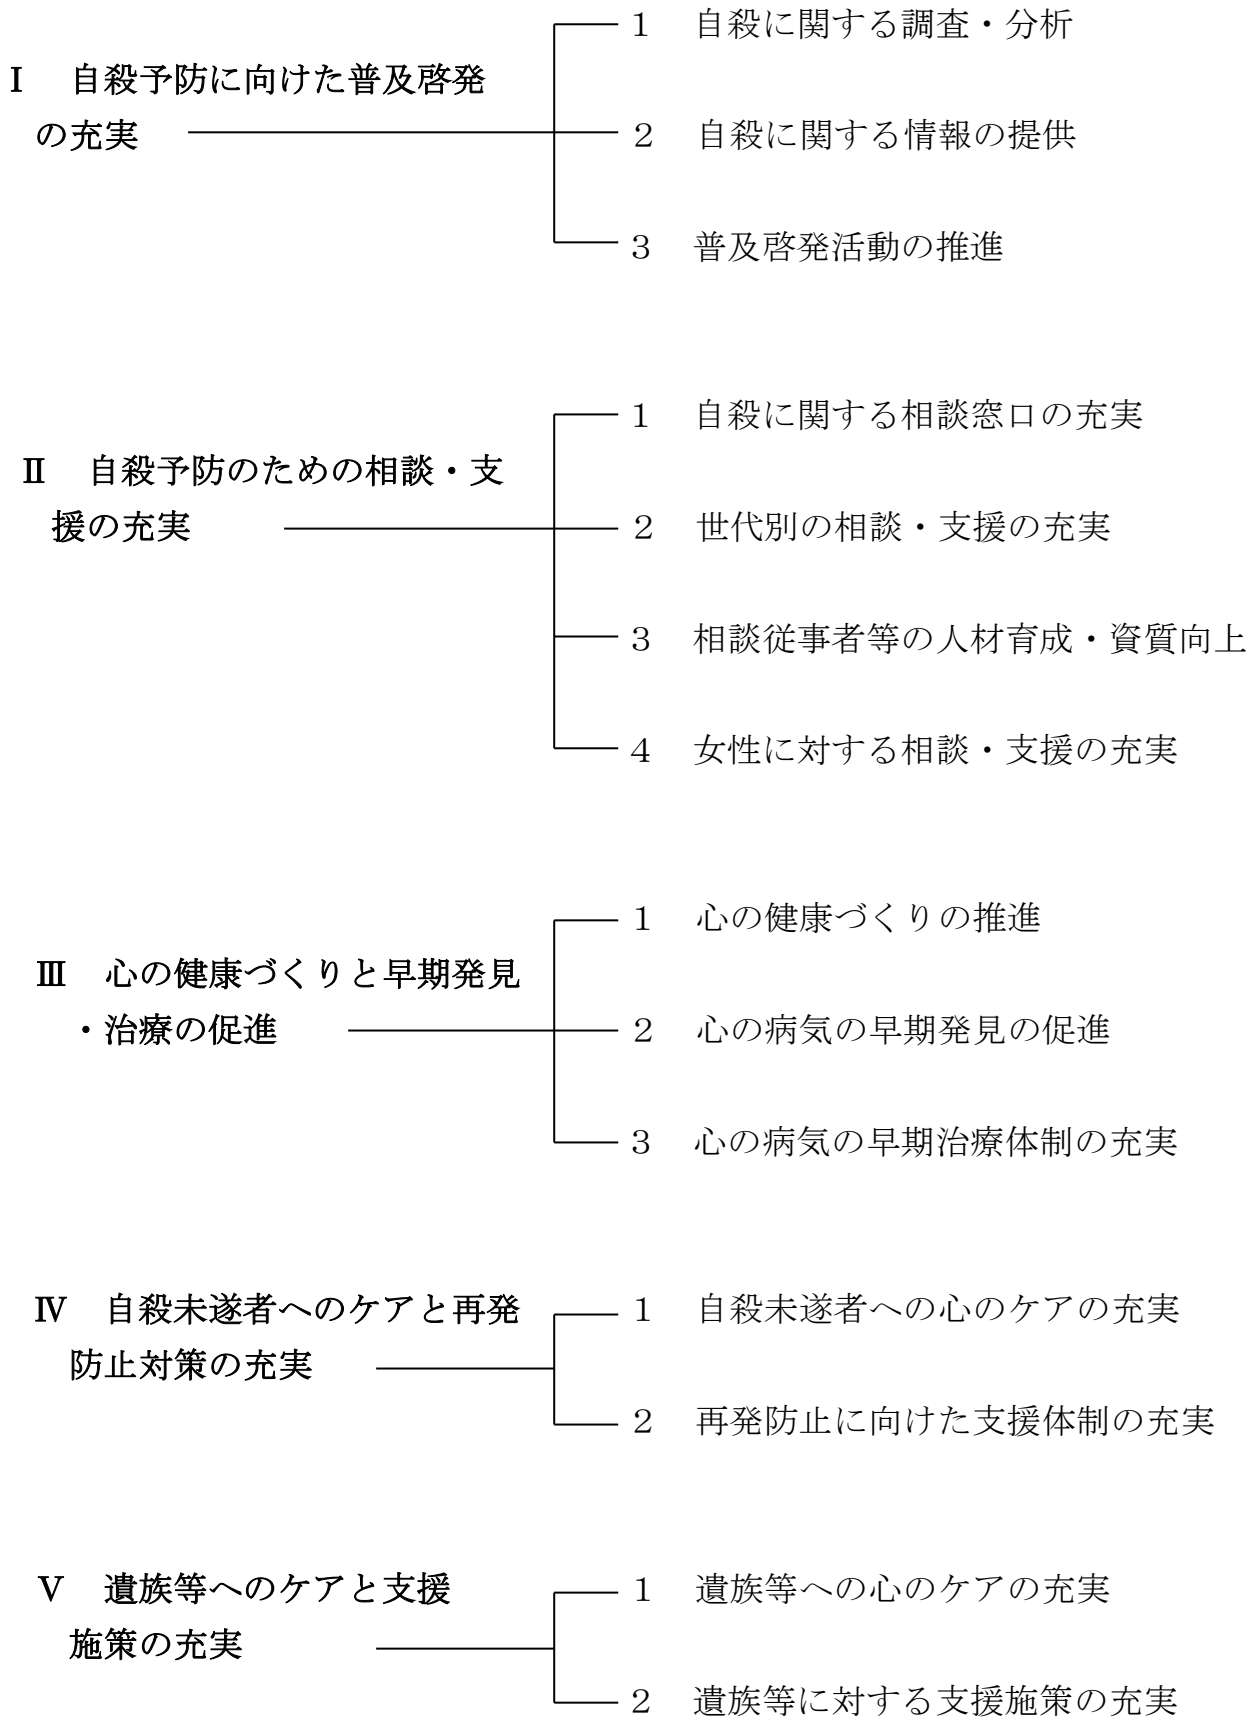 Ⅰ　自殺予防に向けた普及啓発
の充実
１　自殺に関する調査・分析
２　自殺に関する情報の提供
３　普及啓発活動の推進
Ⅱ　自殺予防のための相談・支
援の充実
１　自殺に関する相談窓口の充実
２　世代別の相談・支援の充実
３　相談従事者等の人材育成・資質向上
４　女性に対する相談・支援の充実
Ⅲ　心の健康づくりと早期発見
・治療の促進
１　心の健康づくりの推進
２　心の病気の早期発見の促進
３　心の病気の早期治療体制の充実
Ⅳ　自殺未遂者へのケアと再発
防止対策の充実
１　自殺未遂者への心のケアの充実
２　再発防止に向けた支援体制の充実
Ⅴ　遺族等へのケアと支援
施策の充実
１　遺族等への心のケアの充実
２　遺族等に対する支援施策の充実